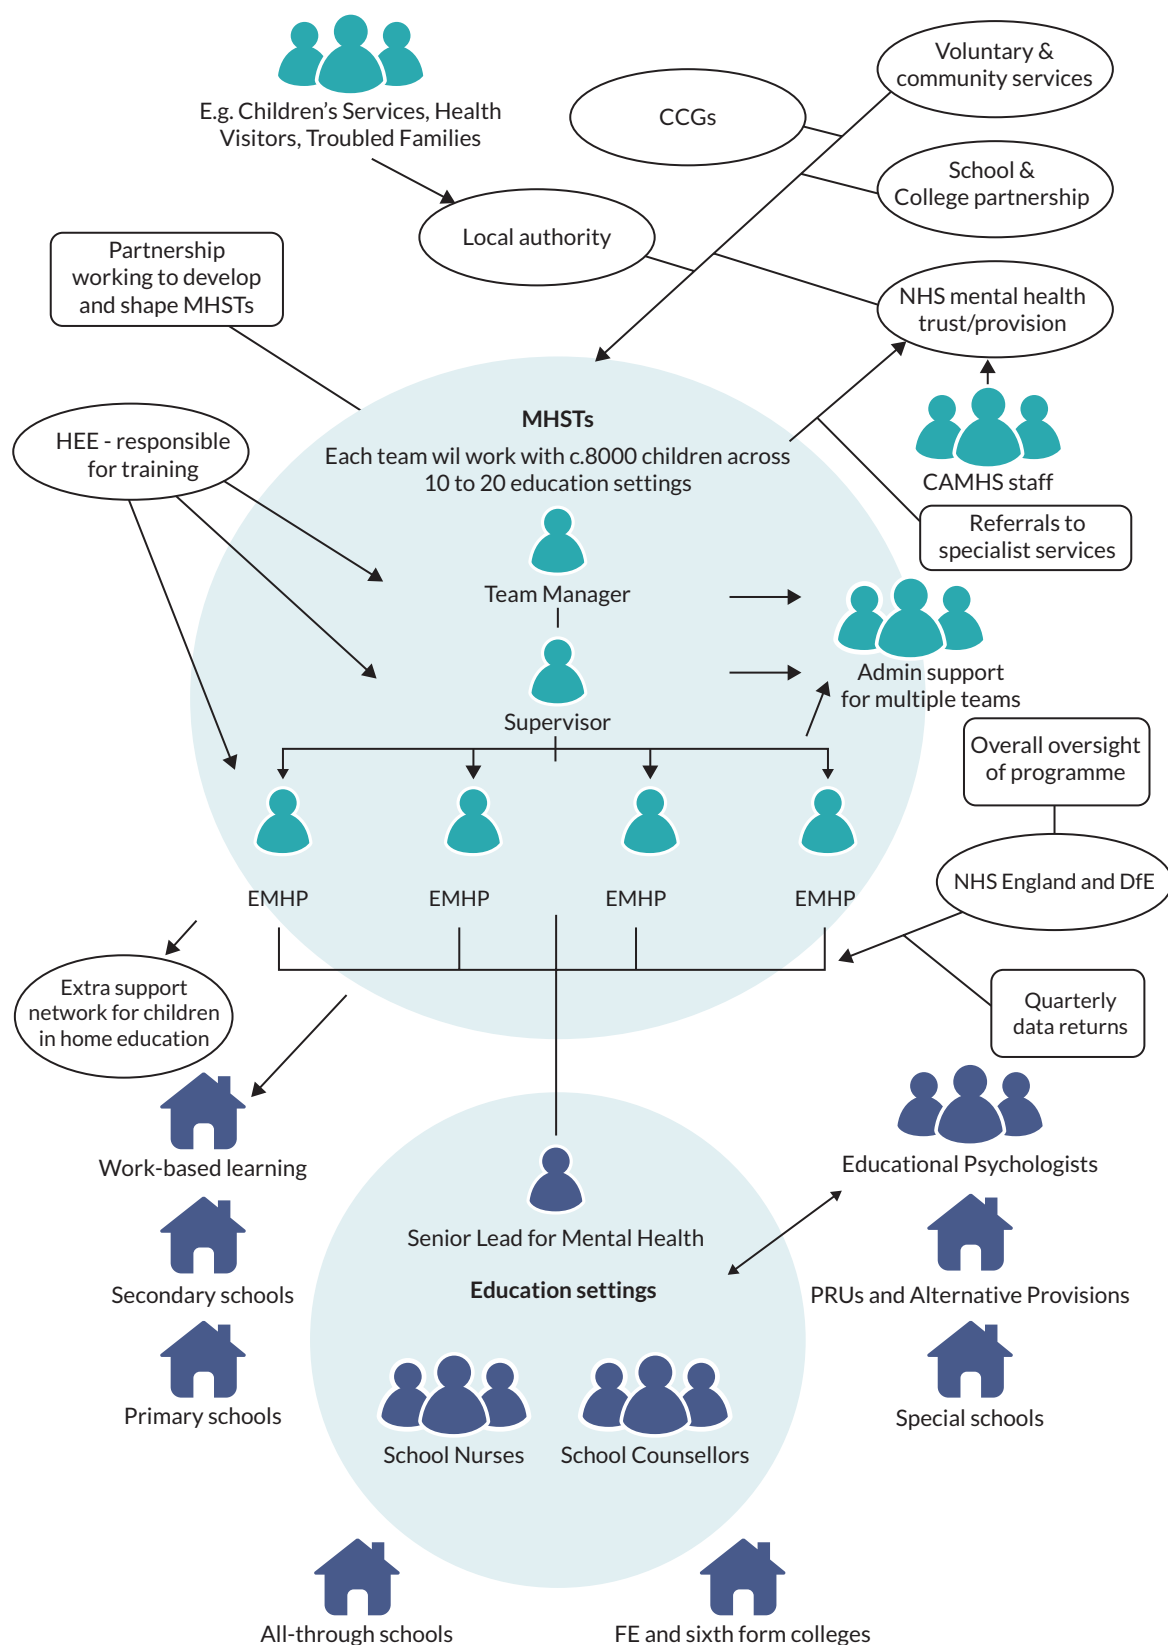 Voluntary &
community services
E.g. Children’s Services, Health
Visitors, Troubled Families
CCGs
School &
College partnership
Local authority
Partnership
working to develop
and shape MHSTs
NHS mental health
trust/provision
MHSTs
HEE - responsible
for training
Each team wil work with c.8000 children across
10 to 20 education settings
CAMHS staff
Referrals to
specialist services
Team Manager
Admin support
for multiple teams
Supervisor
Overall oversight
of programme
EMHP
EMHP
EMHP
EMHP
NHS England and DfE
Extra support
network for children
in home education
Quarterly
data returns
Work-based learning
Educational Psychologists
Senior Lead for Mental Health
Education settings
Secondary schools
PRUs and Alternative Provisions
Primary schools
Special schools
School Nurses
School Counsellors
All-through schools
FE and sixth form colleges